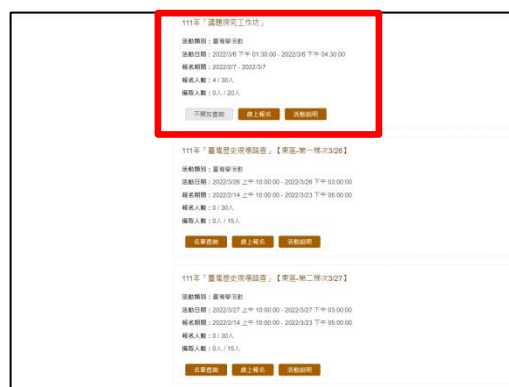 111年「議題探究工作坊」
活動類別：臺灣學活動
活動日期：2022/3/6 下午 01:30:00 - 2022/3/6 下午 04:30:00
報名期間：2022/2/7 - 2022/3/7
報名人數：4 / 30人
備取人數：0人 / 20人
不開放查詢 線上報名 活動說明
111年「臺灣歷史現場踏查」【東區-第一梯次3/26】
活動類別：臺灣學活動
活動日期：2022/3/26 上午 10:00:00 - 2022/3/26 下午 03:00:00
報名期間：2022/2/14 上午 10:00:00 - 2022/3/23 下午 05:00:00
報名人數：0 / 30人
備取人數：0人 / 15人
名單查詢 線上報名 活動說明
111年「臺灣歷史現場踏查」【東區-第二梯次3/27】
活動類別：臺灣學活動
活動日期：2022/3/27 上午 10:00:00 - 2022/3/27 下午 03:00:00
報名期間：2022/2/14 上午 10:00:00 - 2022/3/23 下午 05:00:00
報名人數：0 / 30人
備取人數：0人 / 15人
名單查詢 線上報名 活動說明